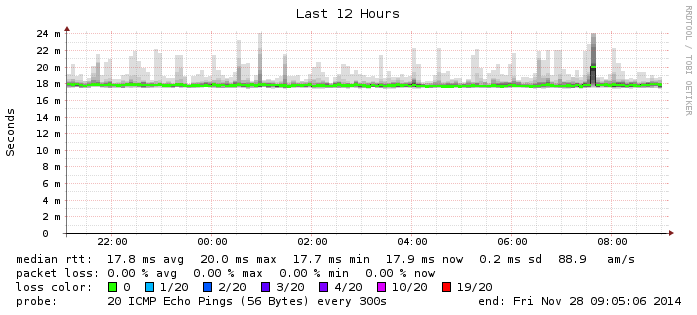 Last 12 Hours
RRDTOOL / TOBI OETIKER
Seconds
24 m
22 m
20 m
18 m
16 m
14 m
12 m
10 m
8 m
6 m
4 m
2 m
0
22:00 00:00 02:00 04:00 06:00 08:00
median rtt: 17.8 ms avg 20.0 ms max 17.7 ms min 17.9 ms now 0.2 ms sd 88.9 am/s
packet loss: 0.00 % avg 0.00 % max 0.00 % min 0.00 % now
loss color: 0 1/20 2/20 3/20 4/20 10/20 19/20
probe: 20 ICMP Echo Pings (56 Bytes) every 300s end: Fri Nov 28 09:05:06 2014